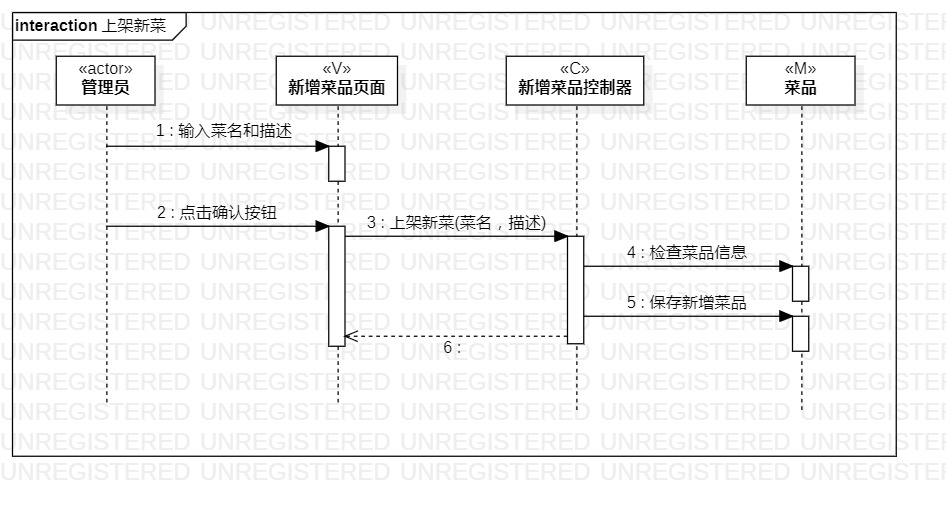 interaction 上架新菜
«actor»
管理员
«V»
新增菜品页面
«C»
新增菜品控制器
«M»
菜品
1 : 输入菜名和描述
2 : 点击确认按钮
3 : 上架新菜(菜名，描述)
4 : 检查菜品信息
5 : 保存新增菜品
6 :
UNREGISTERED UNREGISTERED UNREGISTERED UNREGISTERED UNREGISTERED